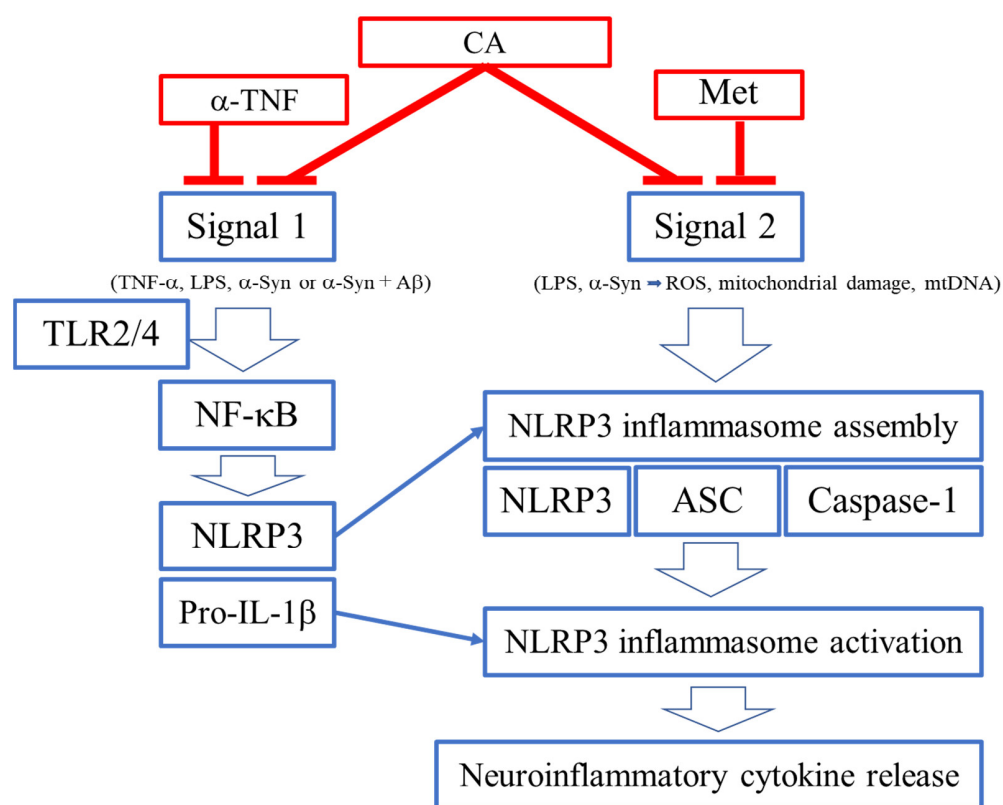 CA
α-TNF
Met
Signal 1
Signal 2
(TNF-α, LPS, α-Syn or α-Syn + Aβ)
(LPS, α-Syn ➡ ROS, mitochondrial damage, mtDNA)
TLR2/4
NF-κB
NLRP3 inflammasome assembly
NLRP3
ASC
Caspase-1
NLRP3
Pro-IL-1β
NLRP3 inflammasome activation
Neuroinflammatory cytokine release